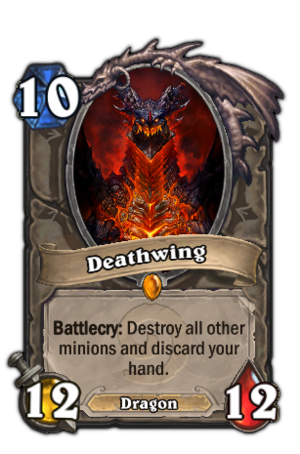 10
Deathwing
Battlecry: Destroy all other
minions and discard your
hand.
12
Dragon
12